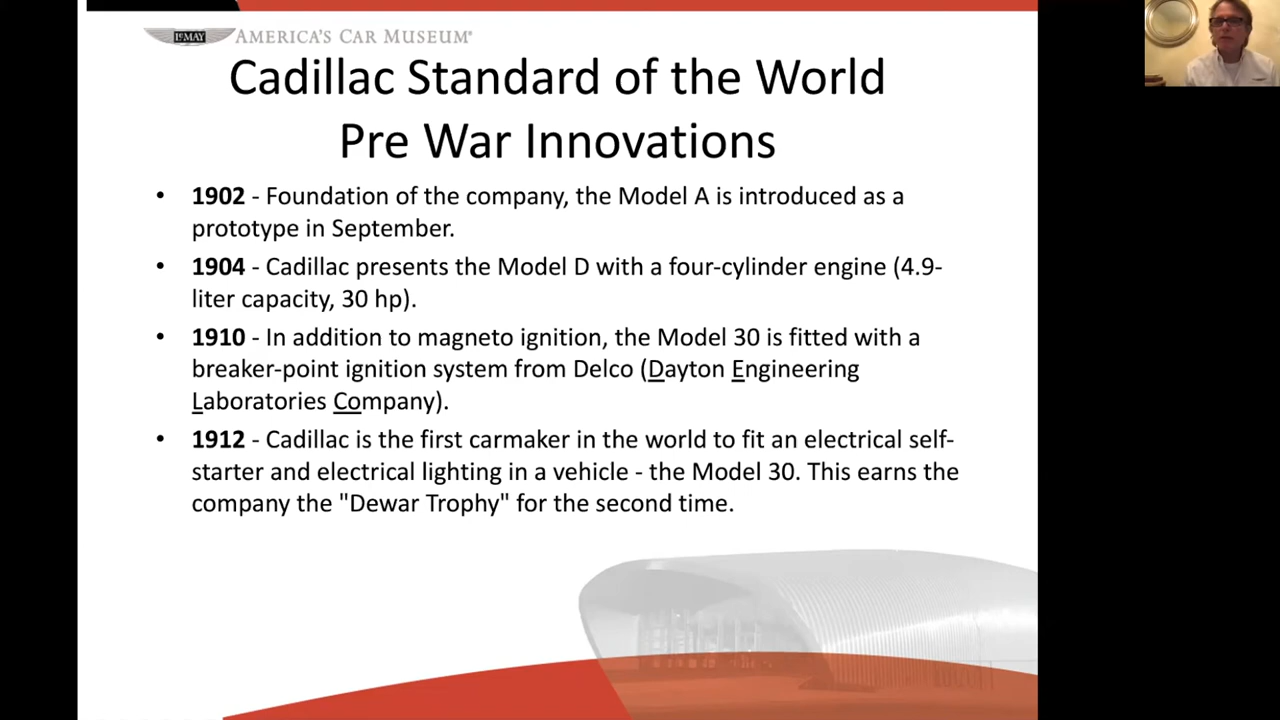 LeMAY AMERICA'S CAR MUSEUM®
Cadillac Standard of the World
Pre War Innovations
• 1902 - Foundation of the company, the Model A is introduced as a
prototype in September.
• 1904 - Cadillac presents the Model D with a four-cylinder engine (4.9-
liter capacity, 30 hp).
• 1910 - In addition to magneto ignition, the Model 30 is fitted with a
breaker-point ignition system from Delco (Dayton Engineering
Laboratories Company).
• 1912 - Cadillac is the first carmaker in the world to fit an electrical self-
starter and electrical lighting in a vehicle - the Model 30. This earns the
company the "Dewar Trophy" for the second time.